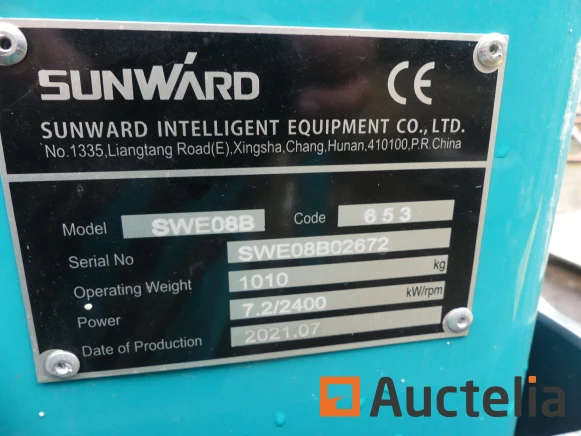 SUNWARD
CE
SUNWARD INTELLIGENT EQUIPMENT CO.,LTD.
No.1335,Liangtang Road(E),Xingsha,Chang,Hunan,410100,P.R.China
Model SWE08B Code 653
Serial No SWE08B02672
Operating Weight 1010 kg
Power 7.2/2400 kW/rpm
Date of Production 2021.07
Auctelia